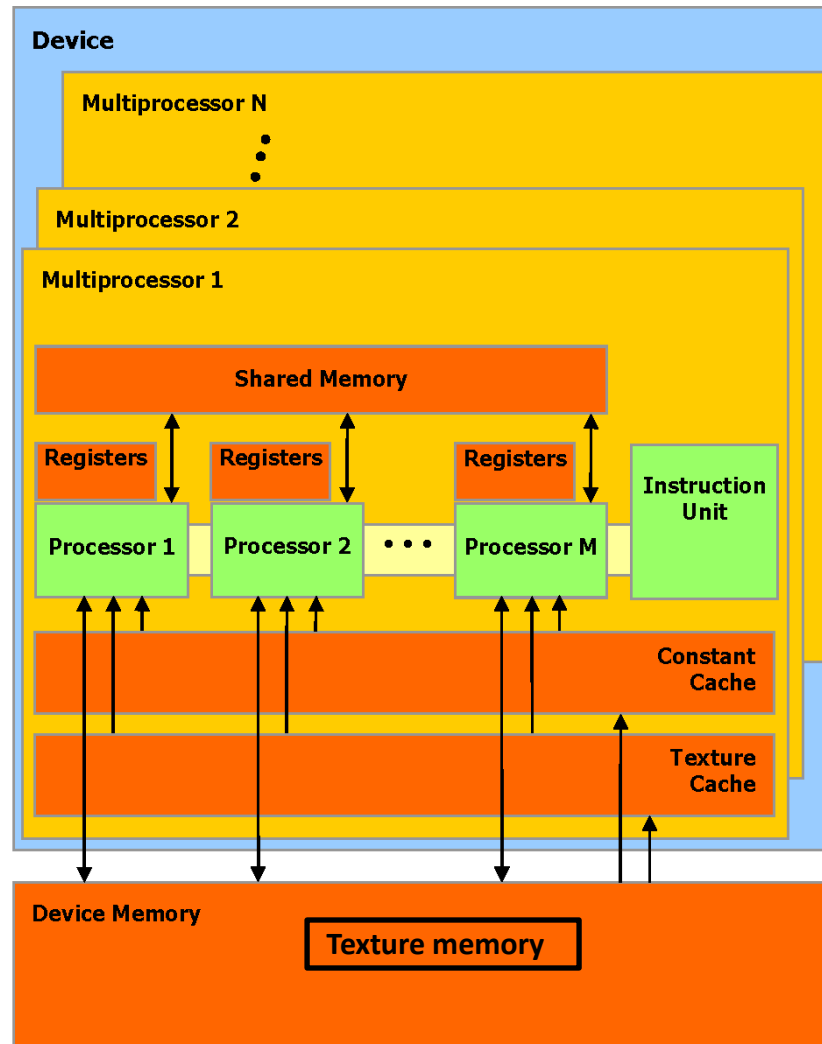 Device
Multiprocessor N
Multiprocessor 2
Multiprocessor 1
Shared Memory
Registers
Registers
Registers
Instruction
Unit
Processor 1
Processor 2
Processor M
Constant
Cache
Texture
Cache
Device Memory
Texture memory